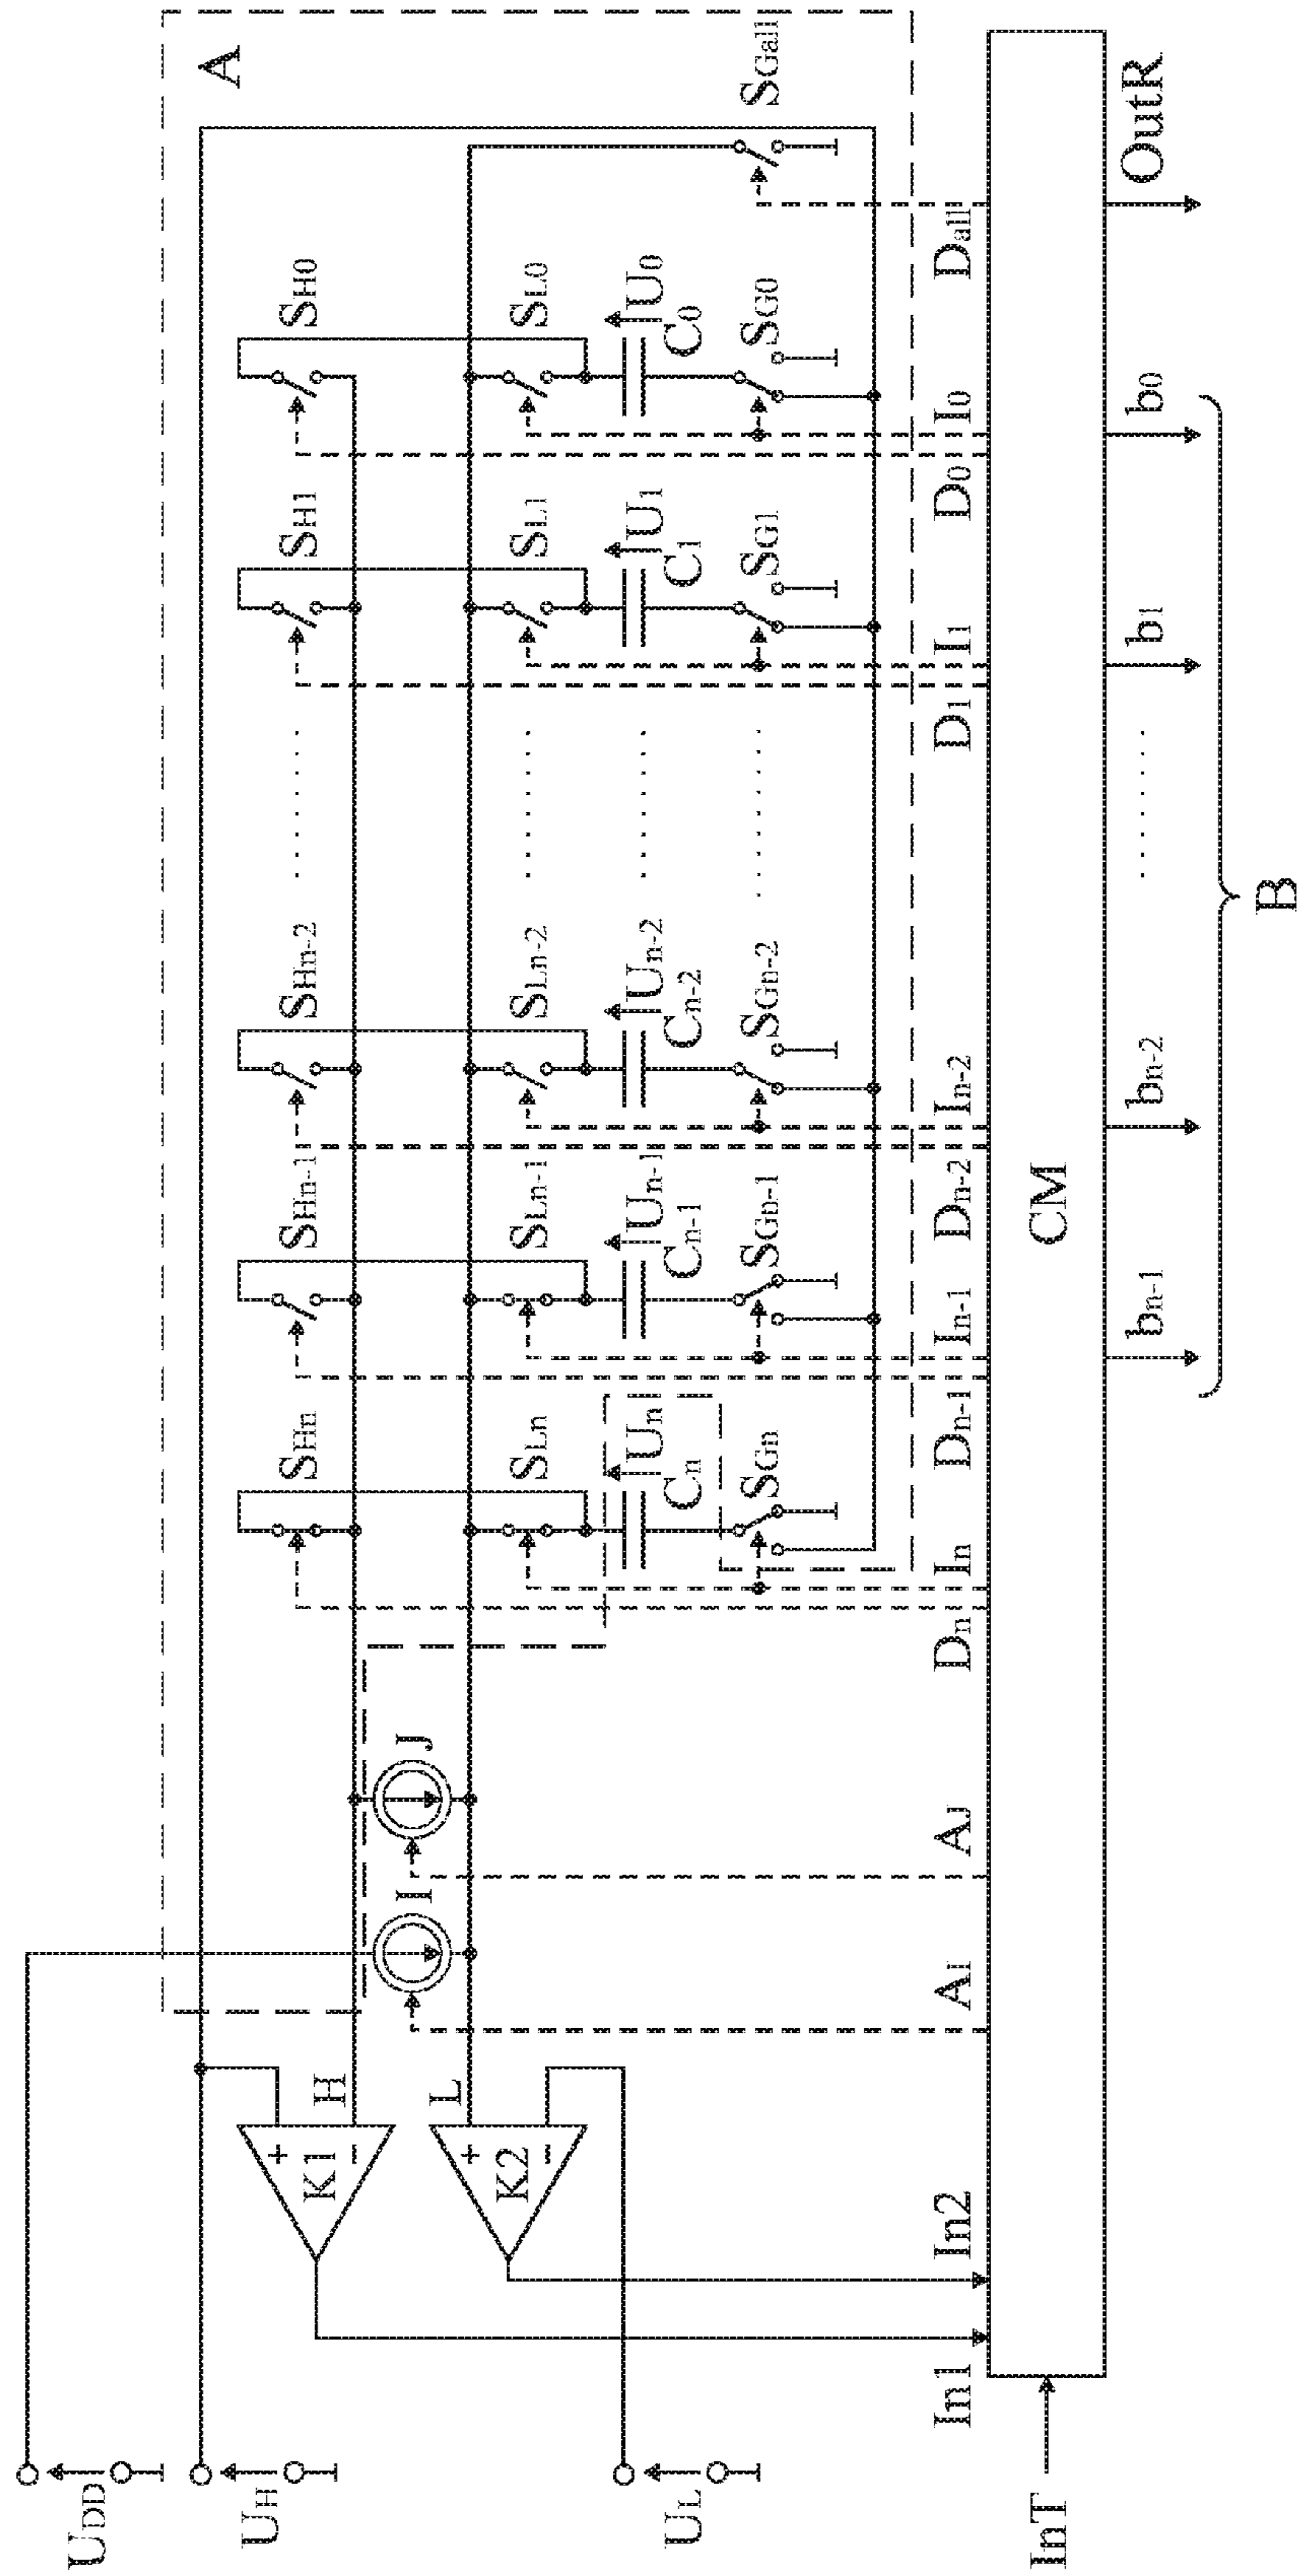 UDD
UH
UL
InT
A
SHn
SHn-1
SHn-2
. . . . . . .
SH1
SH0
K1
+
−
H
K2
+
−
L
I
J
SLn
SLn-1
SLn-2
. . . . . . .
SL1
SL0
Un
Cn
Un-1
Cn-1
Un-2
Cn-2
. . . . . . .
U1
C1
U0
C0
SGn
SGn-1
SGn-2
. . . . . . .
SG1
SG0
SGall
In1
In2
AI
AJ
Dn
In
Dn-1
In-1
Dn-2
In-2
D1
I1
D0
I0
Dall
CM
bn-1
bn-2
. . . . . . .
b1
b0
OutR
B